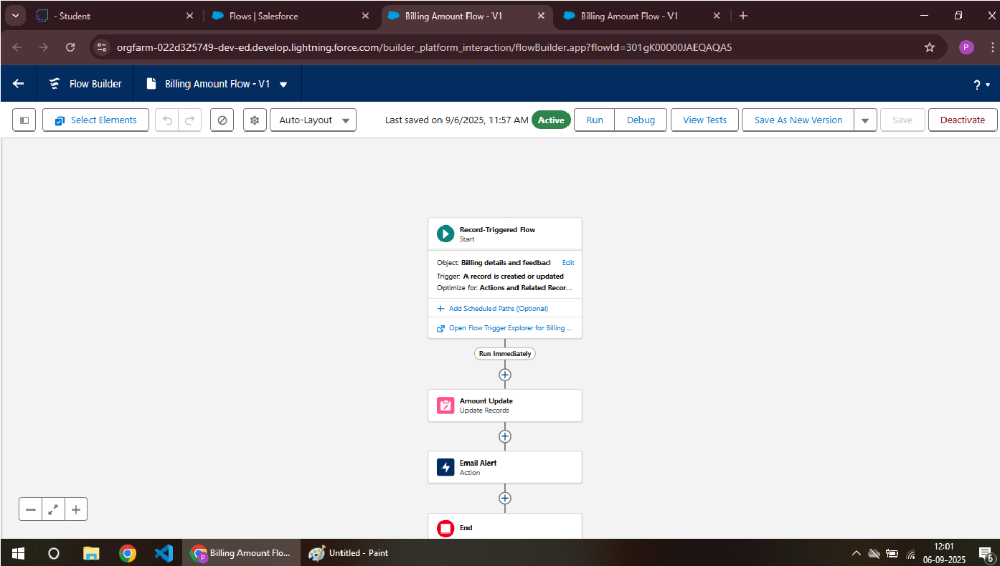 - Student
Flows | Salesforce
Billing Amount Flow - V1
Billing Amount Flow - V1
orgfarm-022d325749-dev-ed.develop.lightning.force.com/builder_platform_interaction/flowBuilder.app?flowId=301gK00000JAEQAQA5
P
Flow Builder
Billing Amount Flow - V1
?
Select Elements
Auto-Layout
Last saved on 9/6/2025, 11:57 AM
Active
Run
Debug
View Tests
Save As New Version
Save
Deactivate
Record-Triggered Flow
Start
Object: Billing details and feedback
Edit
Trigger: A record is created or updated
Optimize for: Actions and Related Recor...
Add Scheduled Paths (Optional)
Open Flow Trigger Explorer for Billing ...
Run Immediately
Amount Update
Update Records
Email Alert
Action
End
P
Billing Amount Flo...
Untitled - Paint
12:01
06-09-2025
6